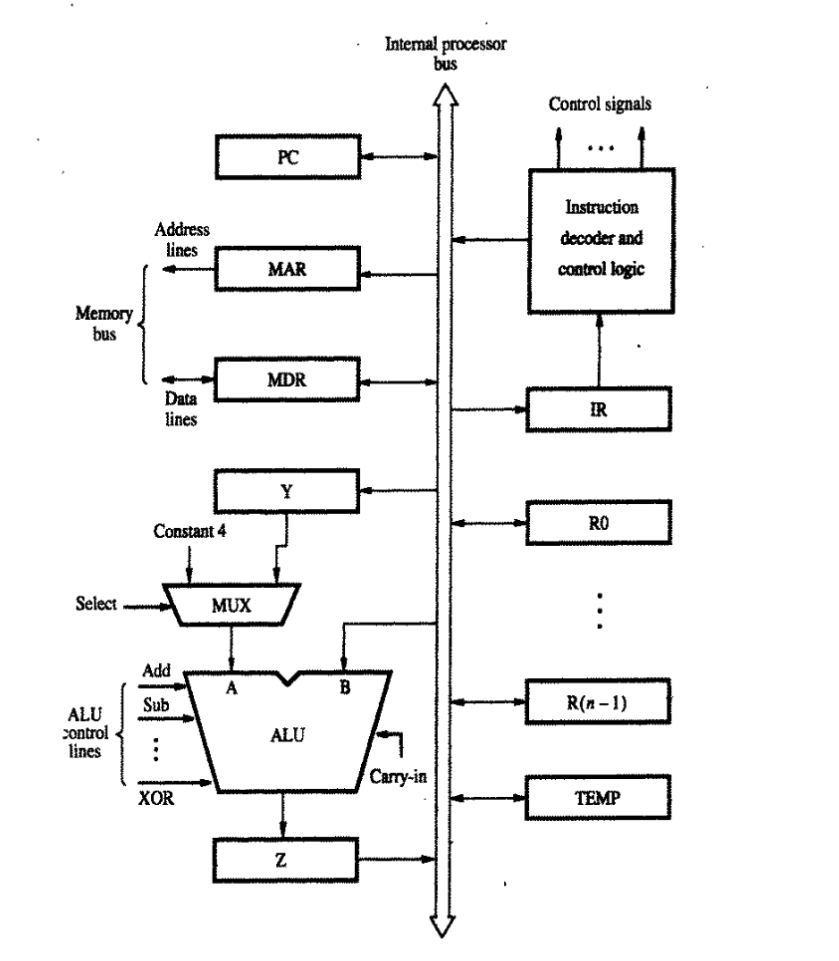 Internal processor
bus
Control signals
...
PC
Instruction
decoder and
control logic
Address
lines
MAR
Memory
bus
MDR
Data
lines
IR
Y
R0
Constant 4
Select
MUX
Add
A
B
R(n – 1)
Sub
ALU
:ontrol
lines
ALU
Carry-in
XOR
TEMP
Z